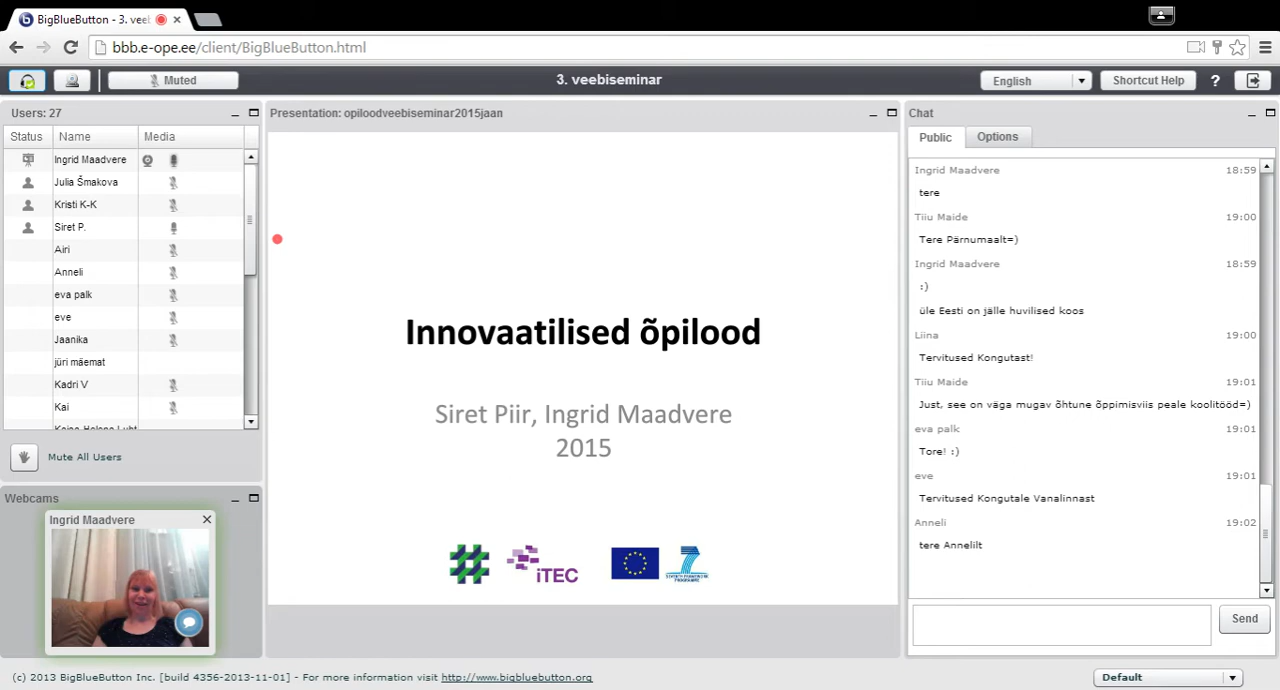 BigBlueButton - 3. veel
bbb.e-ope.ee/client/BigBlueButton.html
Muted
3. veebiseminar
English
Shortcut Help
?
Users: 27
Status
Name
Media
Ingrid Maadvere
Julia Šmakova
Kristi K-K
Siret P.
Airi
Anneli
eva palk
eve
Jaanika
jüri mäemat
Kadri V
Kai
Mute All Users
Webcams
Ingrid Maadvere
Presentation: opiloodveebiseminar2015jaan
Innovaatilised õpilood
Siret Piir, Ingrid Maadvere
2015
iTEC
7
SEVENTH FRAMEWORK
PROGRAMME
Chat
Public
Options
Ingrid Maadvere 18:59
tere
Tiiu Maide 19:00
Tere Pärnumaalt=)
Ingrid Maadvere 18:59
:)
üle Eesti on jälle huvilised koos
Liina 19:00
Tervitused Kongutast!
Tiiu Maide 19:01
Just, see on väga mugav õhtune õppimisviis peale koolitööd=)
eva palk 19:01
Tore! :)
eve 19:01
Tervitused Kongutale Vanalinnast
Anneli 19:02
tere Annelilt
Send
(c) 2013 BigBlueButton Inc. [build 4356-2013-11-01] - For more information visit http://www.bigbluebutton.org
Default